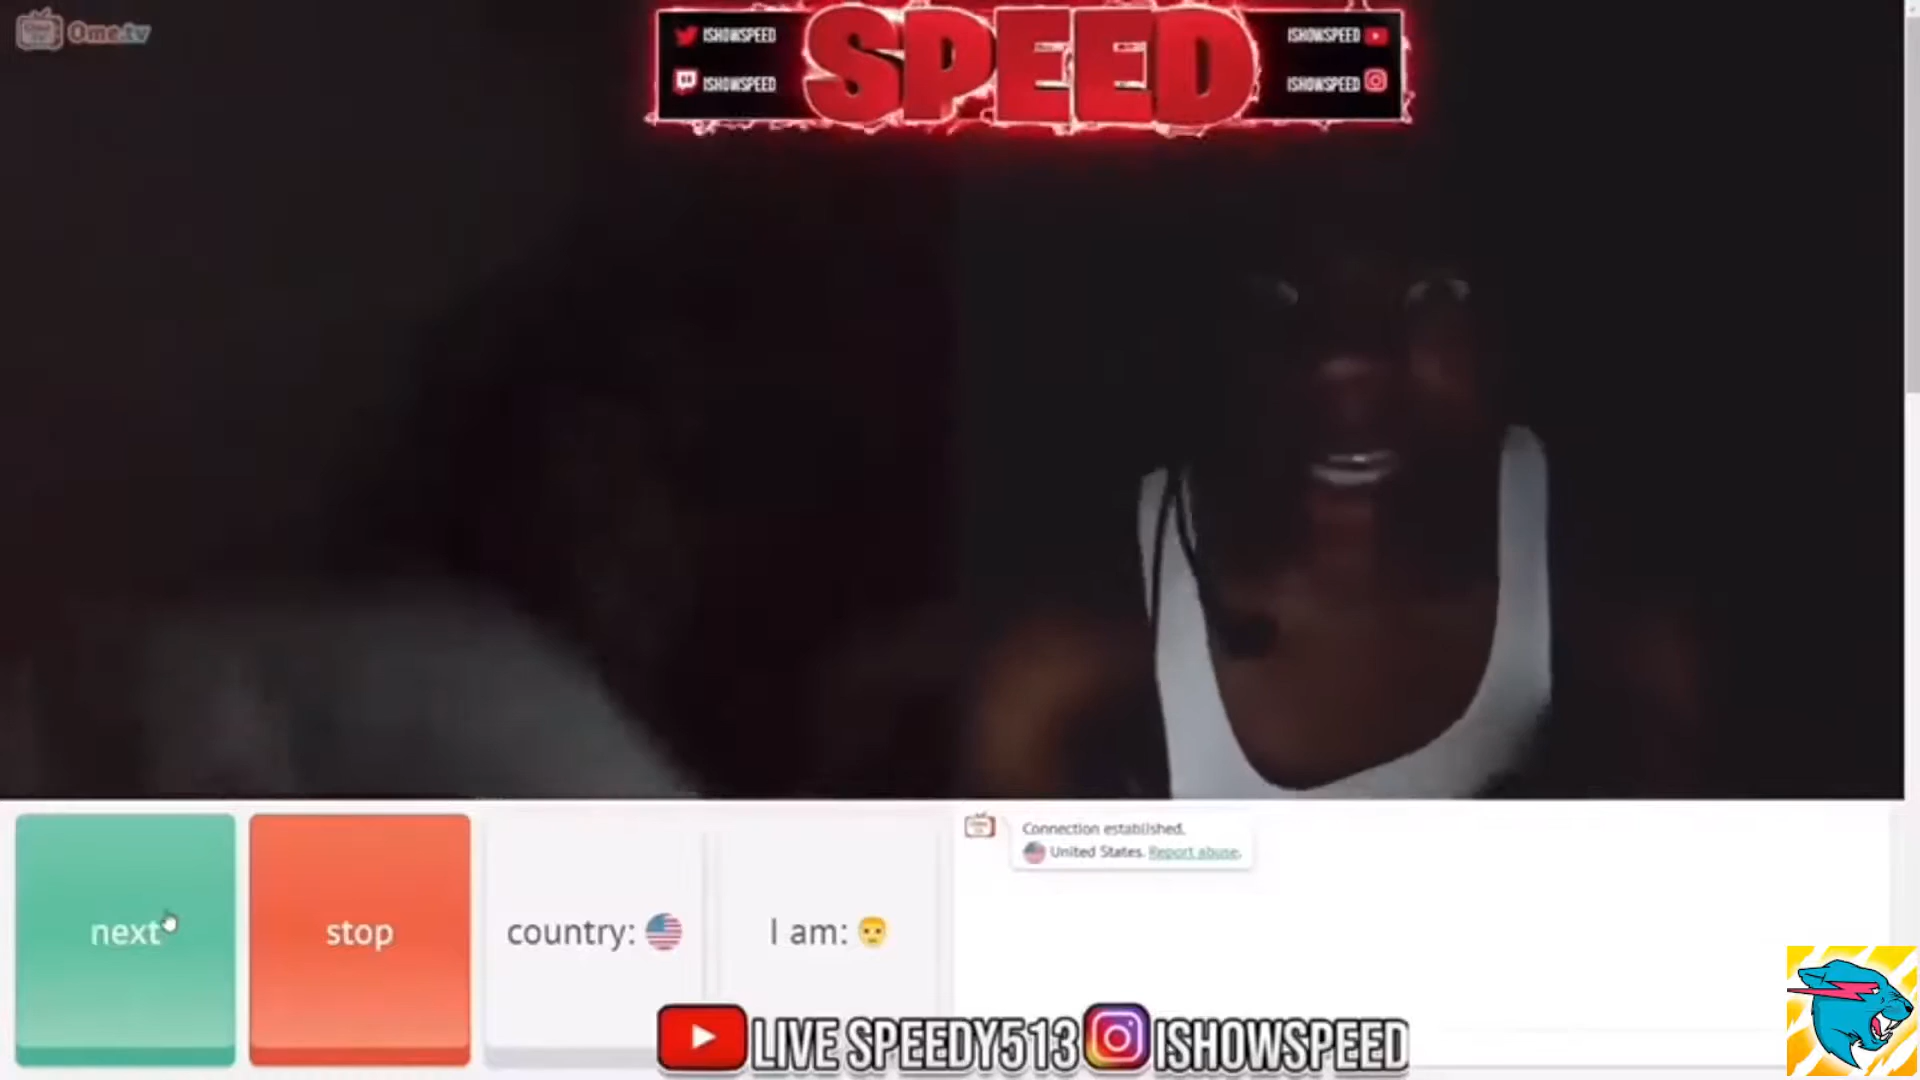 Ome.tv
ISHOWSPEED
ISHOWSPEED
SPEED
ISHOWSPEED
ISHOWSPEED
next
stop
country:
I am:
Connection established.
United States. Report abuse.
LIVE SPEEDY513 ISHOWSPEED